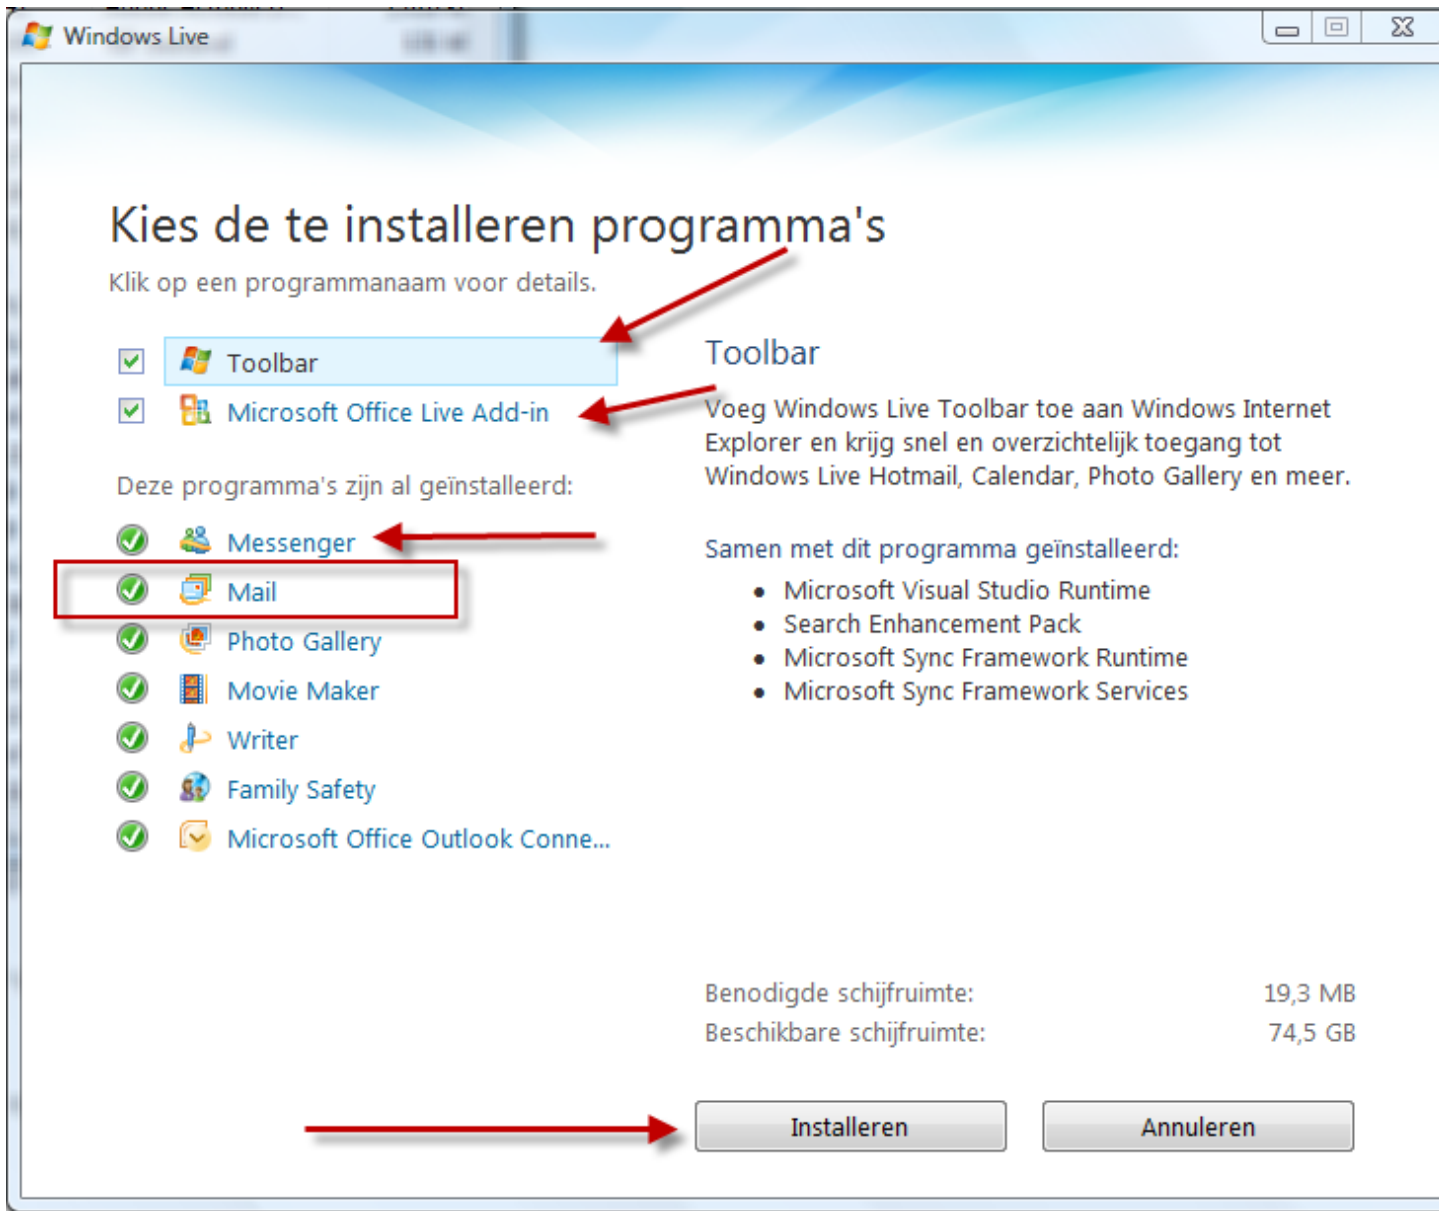 Windows Live
Kies de te installeren programma's
Klik op een programmanaam voor details.
Toolbar
Microsoft Office Live Add-in
Deze programma's zijn al geïnstalleerd:
Messenger
Mail
Photo Gallery
Movie Maker
Writer
Family Safety
Microsoft Office Outlook Conne...
Toolbar
Voeg Windows Live Toolbar toe aan Windows Internet
Explorer en krijg snel en overzichtelijk toegang tot
Windows Live Hotmail, Calendar, Photo Gallery en meer.
Samen met dit programma geïnstalleerd:
• Microsoft Visual Studio Runtime
• Search Enhancement Pack
• Microsoft Sync Framework Runtime
• Microsoft Sync Framework Services
Benodigde schijfruimte: 19,3 MB
Beschikbare schijfruimte: 74,5 GB
Installeren Annuleren